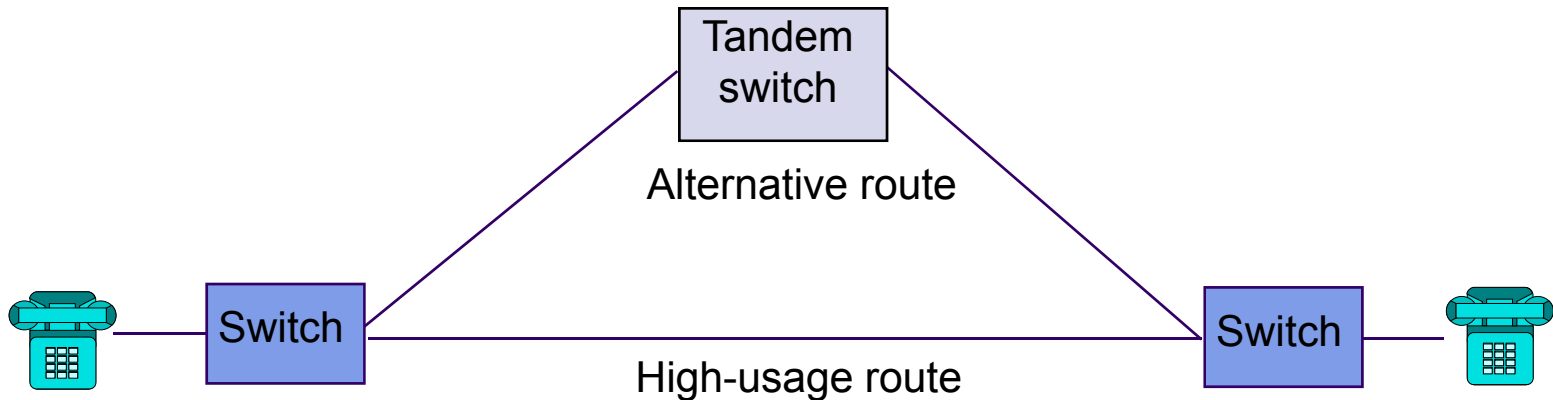 Tandem
switch
Alternative route
Switch
Switch
High-usage route